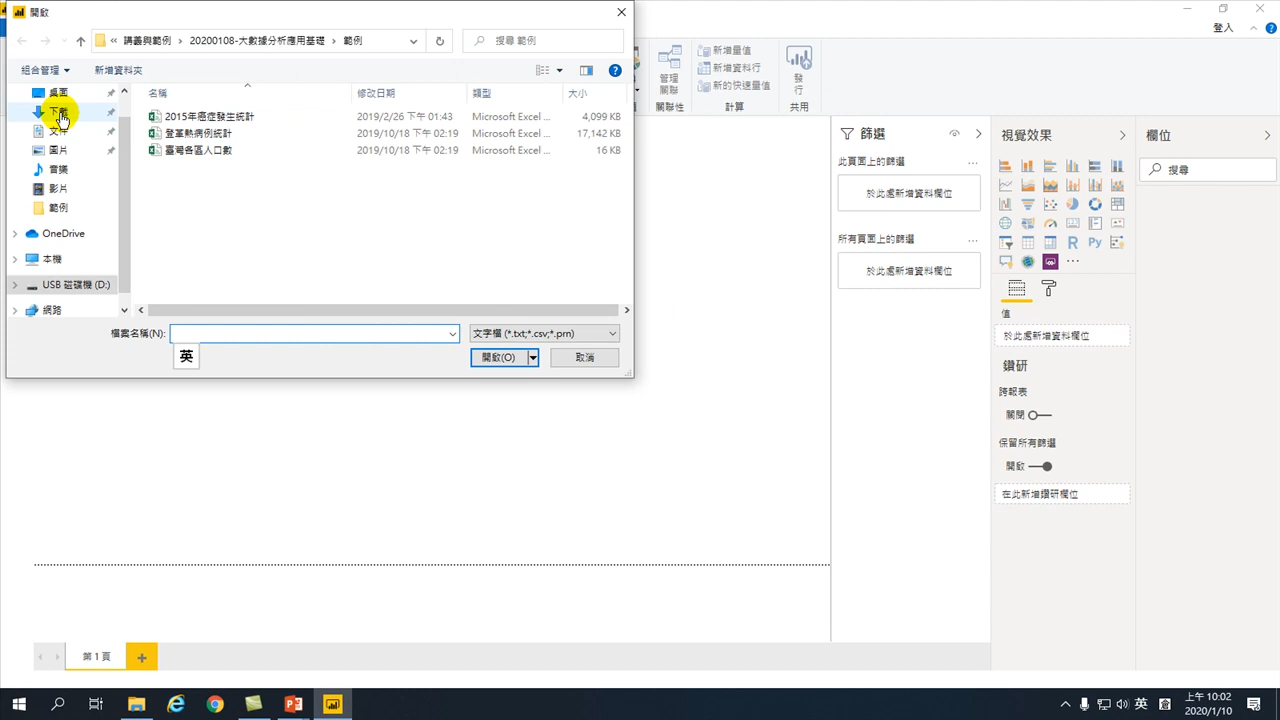 開啟
登入
« 講義與範例 › 20200108-大數據分析應用基礎 › 範例
搜尋 範例
組合管理
新增資料夾
名稱
修改日期
類型
大小
2015年癌症發生統計 2019/2/26 下午 01:43 Microsoft Excel ... 4,099 KB
登革熱病例統計 2019/10/18 下午 02:19 Microsoft Excel ... 17,142 KB
臺灣各區人口數 2019/10/18 下午 02:19 Microsoft Excel ... 16 KB
桌面
下載
文件
圖片
音樂
影片
範例
OneDrive
本機
USB 磁碟機 (D:)
網路
檔案名稱(N):
文字檔 (*.txt;*.csv;*.prn)
開啟(O)
取消
英
管理
關聯
關聯性
新增量值
新增資料行
新的快速量值
計算
發
行
共用
篩選
此頁面上的篩選
於此處新增資料欄位
所有頁面上的篩選
於此處新增資料欄位
視覺效果
R
Py
值
於此處新增資料欄位
鑽研
跨報表
關閉
保留所有篩選
開啟
在此新增鑽研欄位
欄位
搜尋
第 1 頁
英
上午 10:02
2020/1/10